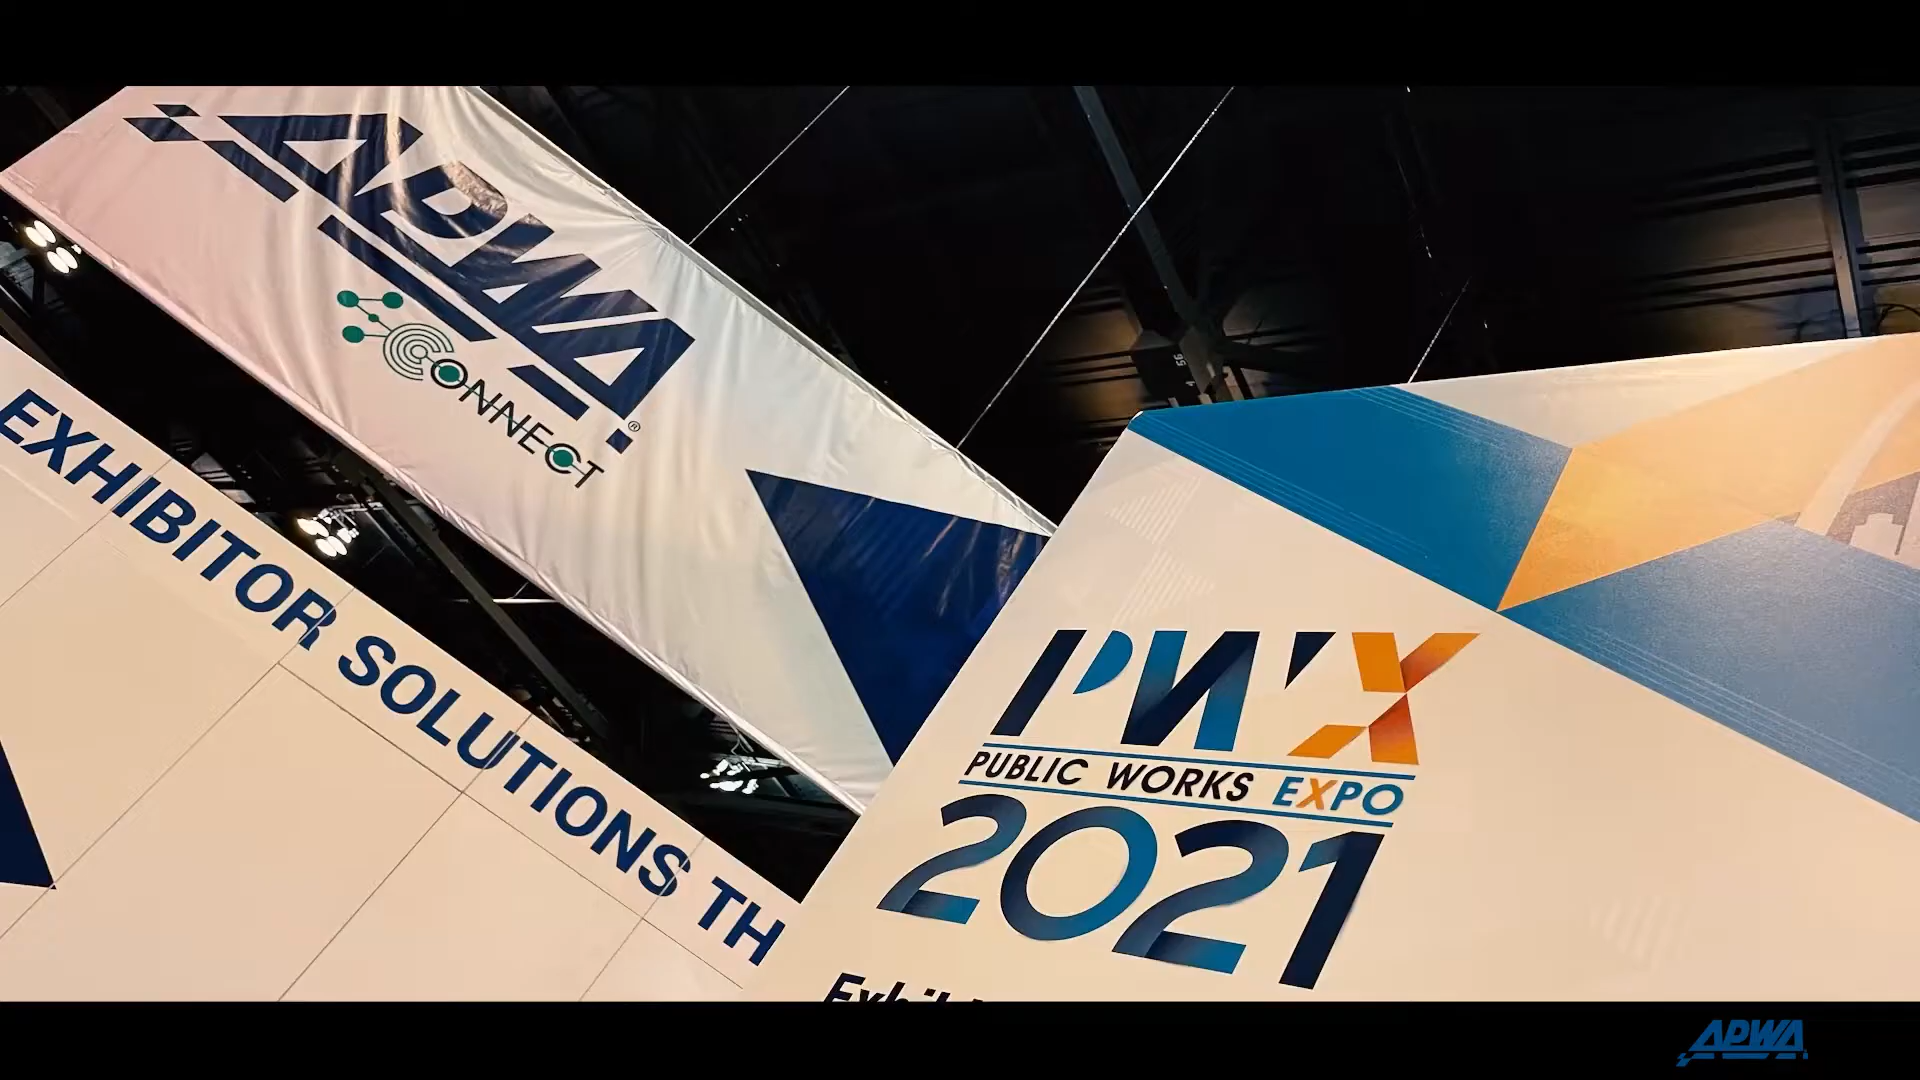 APWA®
CONNECT
EXHIBITOR SOLUTIONS TH
PWX
PUBLIC WORKS EXPO
2021
APWA